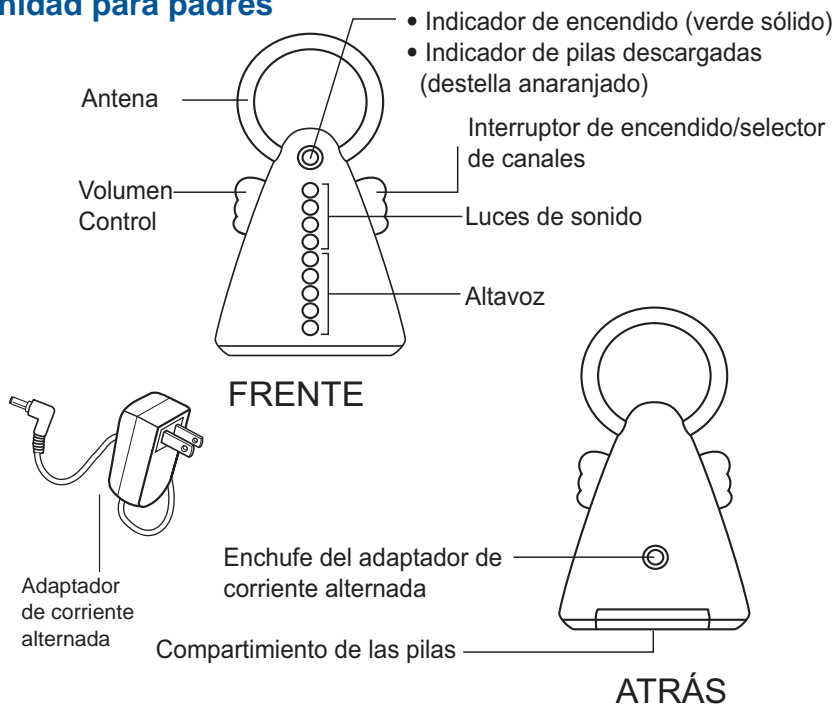 nidad para padres
• Indicador de encendido (verde sólido)
• Indicador de pilas descargadas
(destella anaranjado)
Antena
Interruptor de encendido/selector
de canales
Volumen
Control
Luces de sonido
Altavoz
FRENTE
Enchufe del adaptador de
corriente alternada
Adaptador
de corriente
alternada
Compartimiento de las pilas
ATRÁS